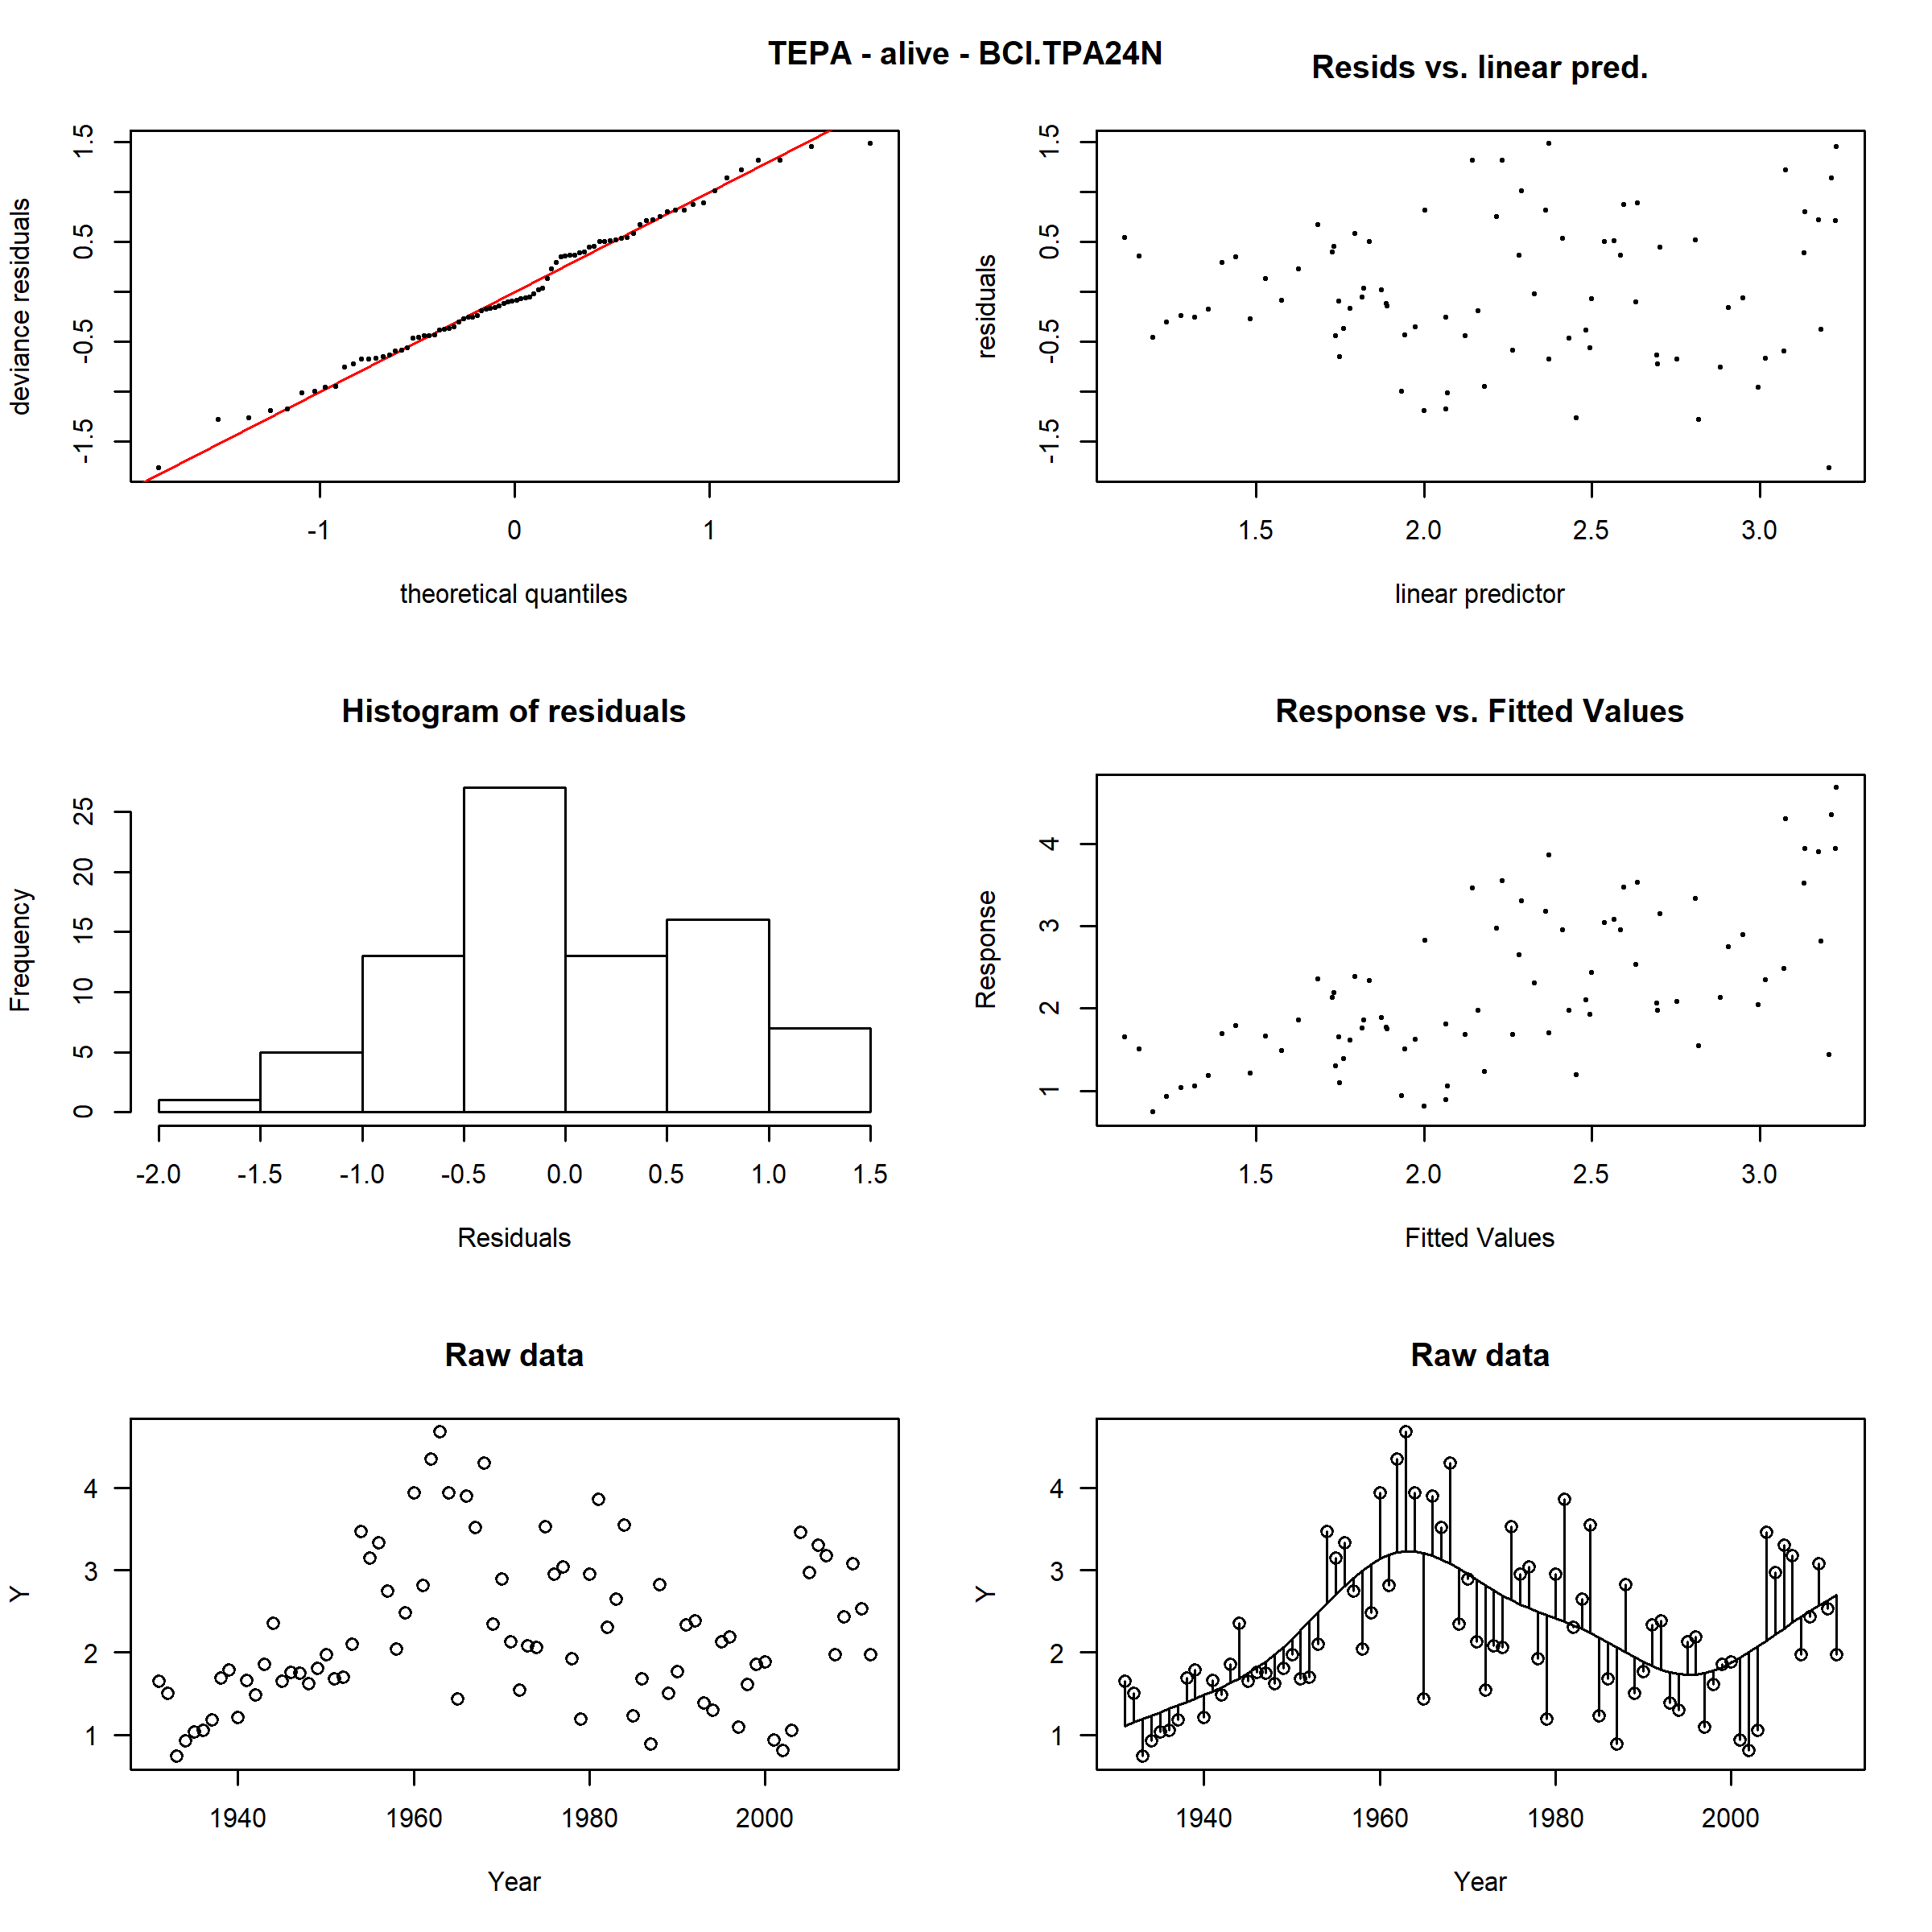 TEPA - alive - BCI.TPA24N
Resids vs. linear pred.
deviance residuals
-1.5 -0.5 0.5 1.5
-1 0 1
theoretical quantiles
residuals
-1.5 -0.5 0.5 1.5
1.5 2.0 2.5 3.0
linear predictor
Histogram of residuals
Frequency
0 5 10 15 20 25
-2.0 -1.5 -1.0 -0.5 0.0 0.5 1.0 1.5
Residuals
Response vs. Fitted Values
Response
1 2 3 4
1.5 2.0 2.5 3.0
Fitted Values
Raw data
Y
1 2 3 4
1940 1960 1980 2000
Year
Raw data
Y
1 2 3 4
1940 1960 1980 2000
Year